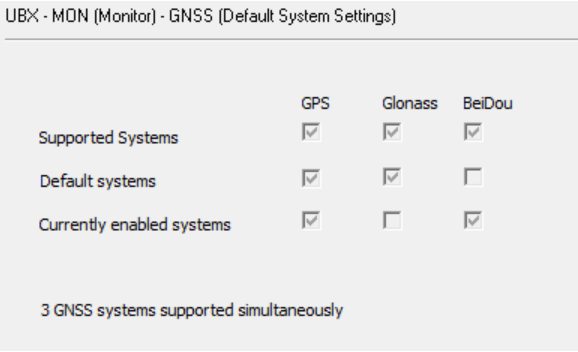 UBX - MON (Monitor) - GNSS (Default System Settings)
GPS Glonass BeiDou
Supported Systems
Default systems
Currently enabled systems
3 GNSS systems supported simultaneously